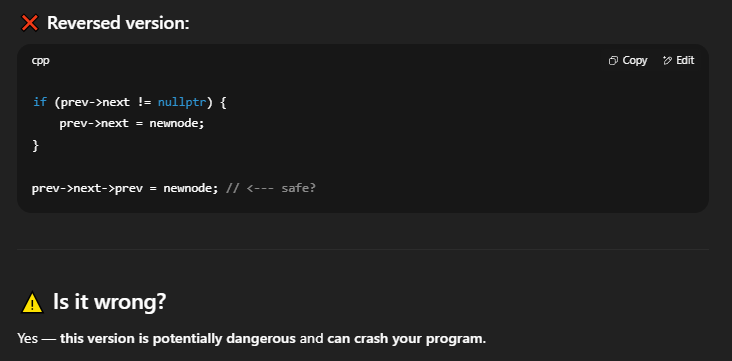 ❌ Reversed version:
cpp Copy Edit
if (prev->next != nullptr) {
    prev->next = newnode;
}
prev->next->prev = newnode; // <--- safe?
⚠️ Is it wrong?
Yes — this version is potentially dangerous and can crash your program.